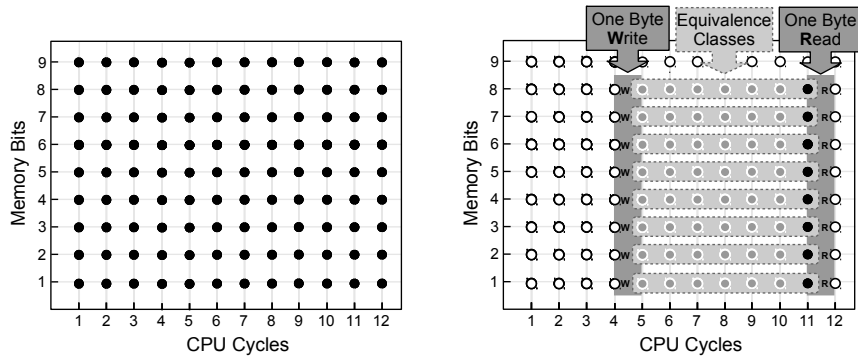 Memory Bits
9
8
7
6
5
4
3
2
1
1 2 3 4 5 6 7 8 9 10 11 12
CPU Cycles
One Byte
Write
Equivalence
Classes
One Byte
Read
Memory Bits
9
8 W R
7 W R
6 W R
5 W R
4 W R
3 W R
2 W R
1 W R
1 2 3 4 5 6 7 8 9 10 11 12
CPU Cycles